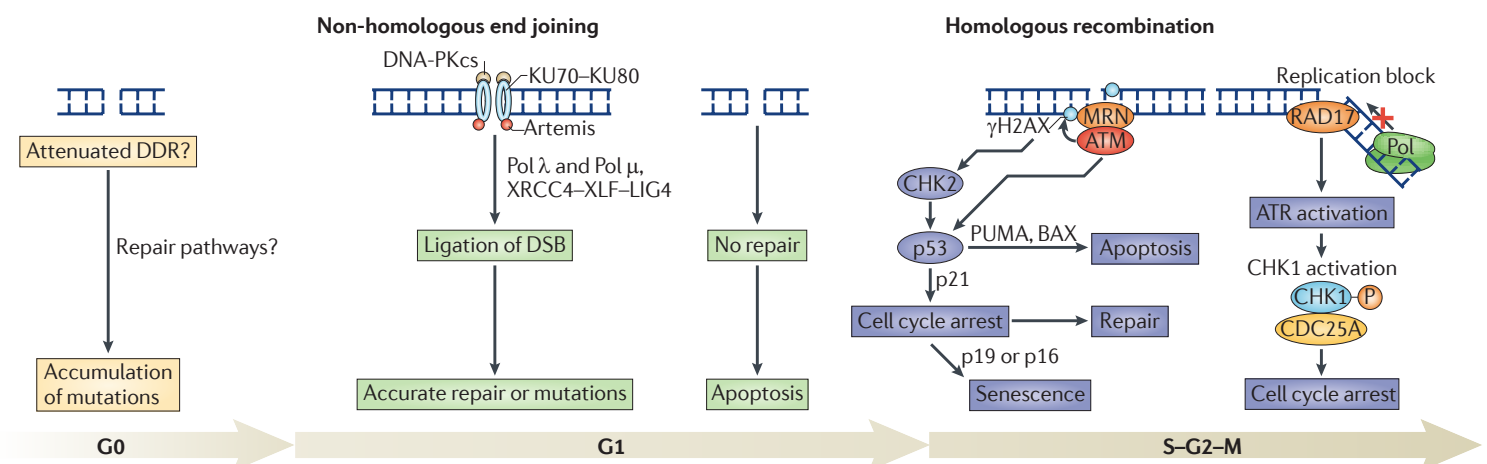 Non-homologous end joining
Homologous recombination
Attenuated DDR?
Repair pathways?
Accumulation
of mutations
DNA-PKcs
KU70–KU80
Artemis
Pol λ and Pol μ,
XRCC4–XLF–LIG4
Ligation of DSB
Accurate repair or mutations
No repair
Apoptosis
γH2AX
MRN
ATM
CHK2
p53
PUMA, BAX
Apoptosis
p21
Cell cycle arrest
Repair
p19 or p16
Senescence
Replication block
RAD17
Pol
ATR activation
CHK1 activation
CHK1
P
CDC25A
Cell cycle arrest
G0
G1
S–G2–M